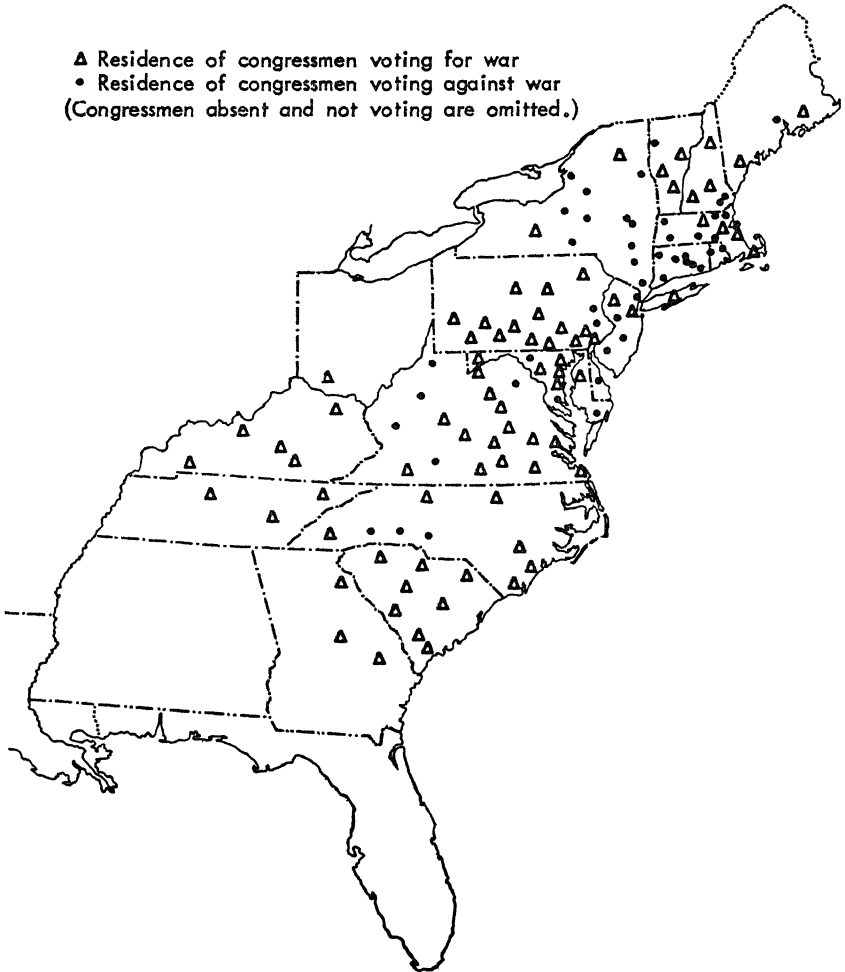 Δ Residence of congressmen voting for war
• Residence of congressmen voting against war
(Congressmen absent and not voting are omitted.)